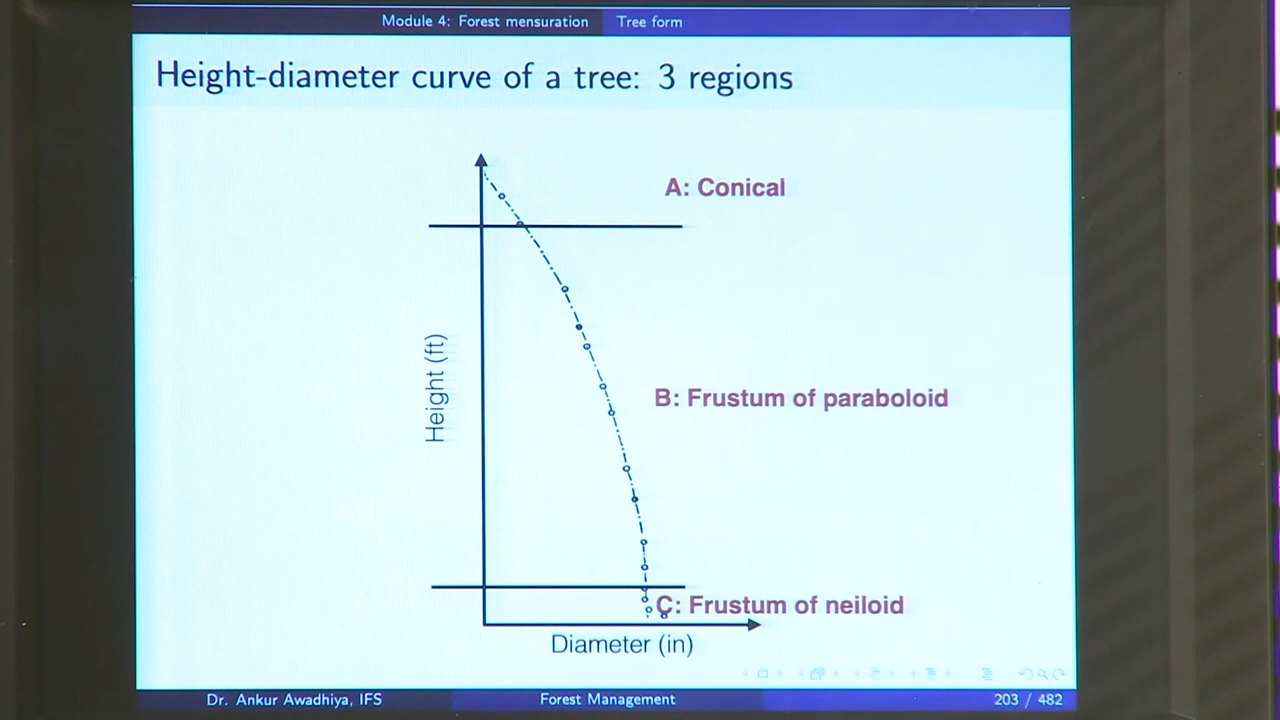 Module 4: Forest mensuration Tree form
Height-diameter curve of a tree: 3 regions
A: Conical
Height (ft)
B: Frustum of paraboloid
C: Frustum of neiloid
Diameter (in)
Dr. Ankur Awadhiya, IFS Forest Management 203 / 482